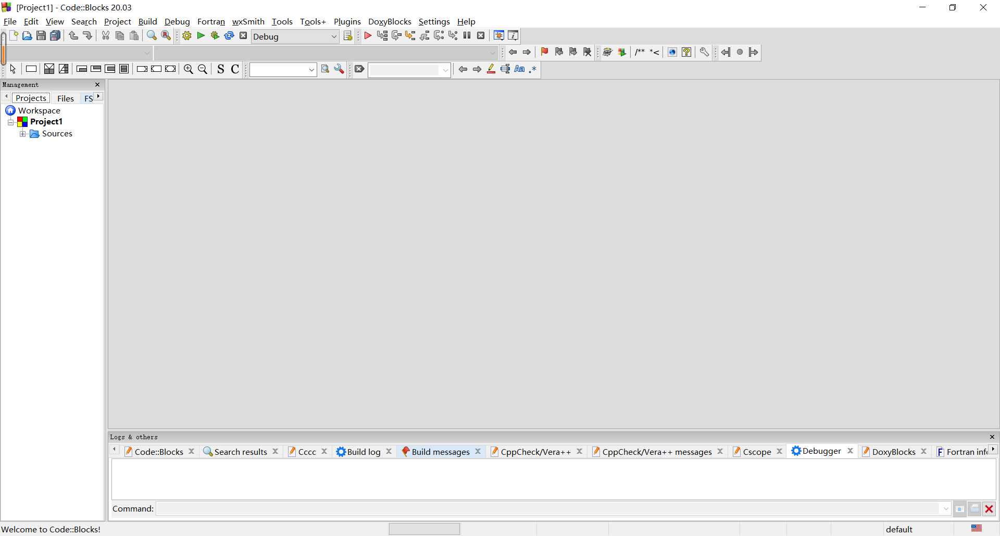 [Project1] - Code::Blocks 20.03
File Edit View Search Project Build Debug Fortran wxSmith Tools Tools+ Plugins DoxyBlocks Settings Help
Debug
/** *<
S C Aa .*
Management
Projects Files FS
Workspace
Project1
Sources
Logs & others
Code::Blocks Search results Cccc Build log Build messages CppCheck/Vera++ CppCheck/Vera++ messages Cscope Debugger DoxyBlocks Fortran info
Command:
Welcome to Code::Blocks! default